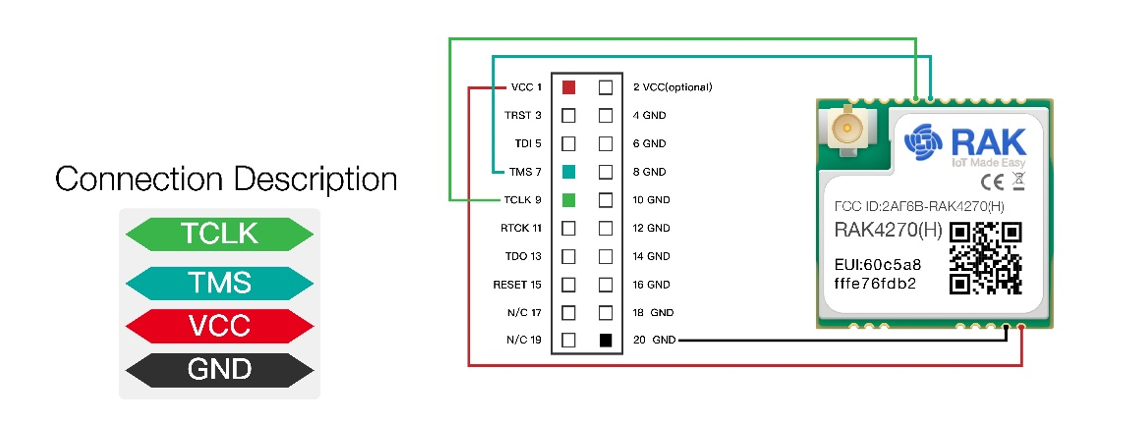 Connection Description
TCLK
TMS
VCC
GND
VCC 1
2 VCC(optional)
TRST 3
4 GND
TDI 5
6 GND
TMS 7
8 GND
TCLK 9
10 GND
RTCK 11
12 GND
TDO 13
14 GND
RESET 15
16 GND
N/C 17
18 GND
N/C 19
20 GND
RAK
IoT Made Easy
CE
FCC ID:2AF6B-RAK4270(H)
RAK4270(H)
EUI:60c5a8
fffe76fdb2